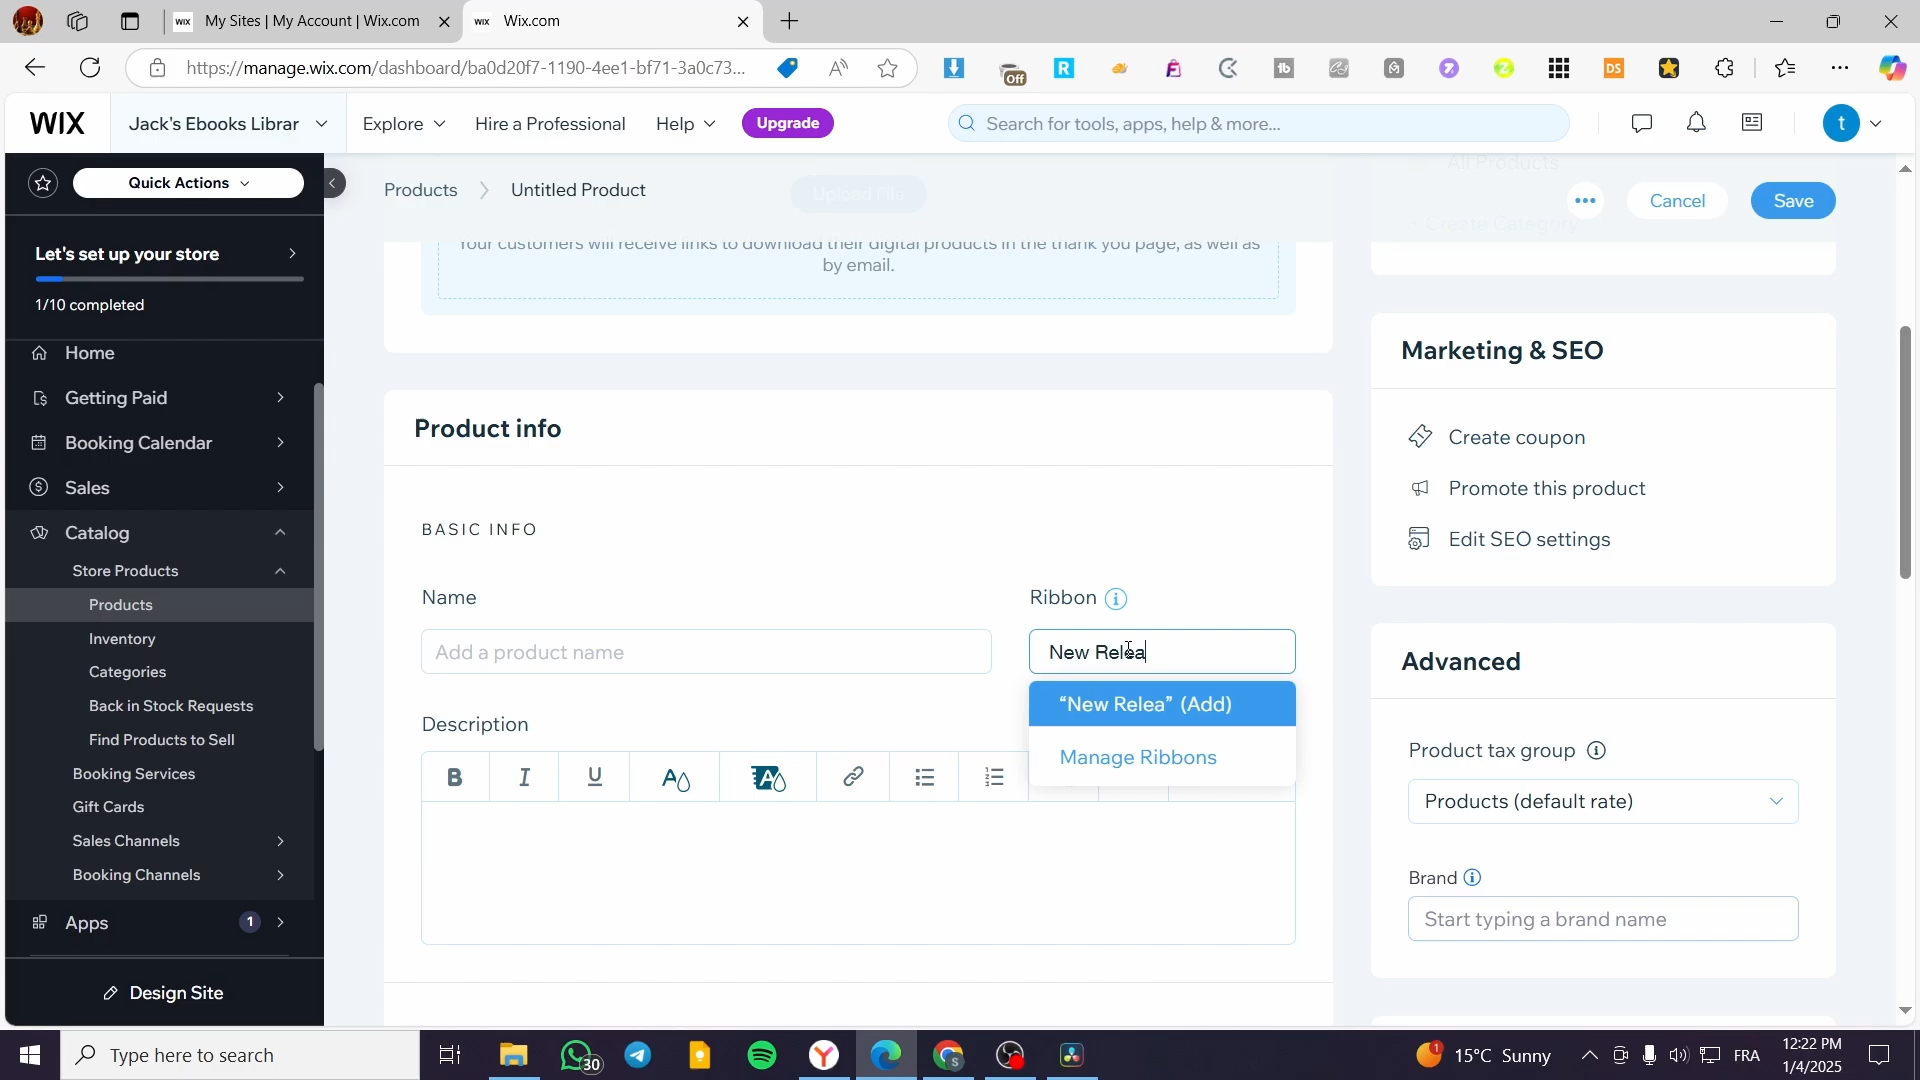 My Sites | My Account | Wix.com
Wix.com
https://manage.wix.com/dashboard/ba0d20f7-1190-4ee1-bf71-3a0c73...
Off
WIX
Jack's Ebooks Librar
Explore
Hire a Professional
Help
Upgrade
Search for tools, apps, help & more...
t
Quick Actions
Let's set up your store
1/10 completed
Home
Getting Paid
Booking Calendar
Sales
Catalog
Store Products
Products
Inventory
Categories
Back in Stock Requests
Find Products to Sell
Booking Services
Gift Cards
Sales Channels
Booking Channels
Apps
1
Design Site
Products
Untitled Product
Upload File
All Products
Create Category
Cancel
Save
Your customers will receive links to download their digital products in the thank you page, as well as
by email.
Product info
BASIC INFO
Name
Add a product name
Ribbon
New Relea
"New Relea" (Add)
Manage Ribbons
Description
B I U
Marketing & SEO
Create coupon
Promote this product
Edit SEO settings
Advanced
Product tax group
Products (default rate)
Brand
Start typing a brand name
Type here to search
30
1
15°C Sunny
FRA
12:22 PM
1/4/2025